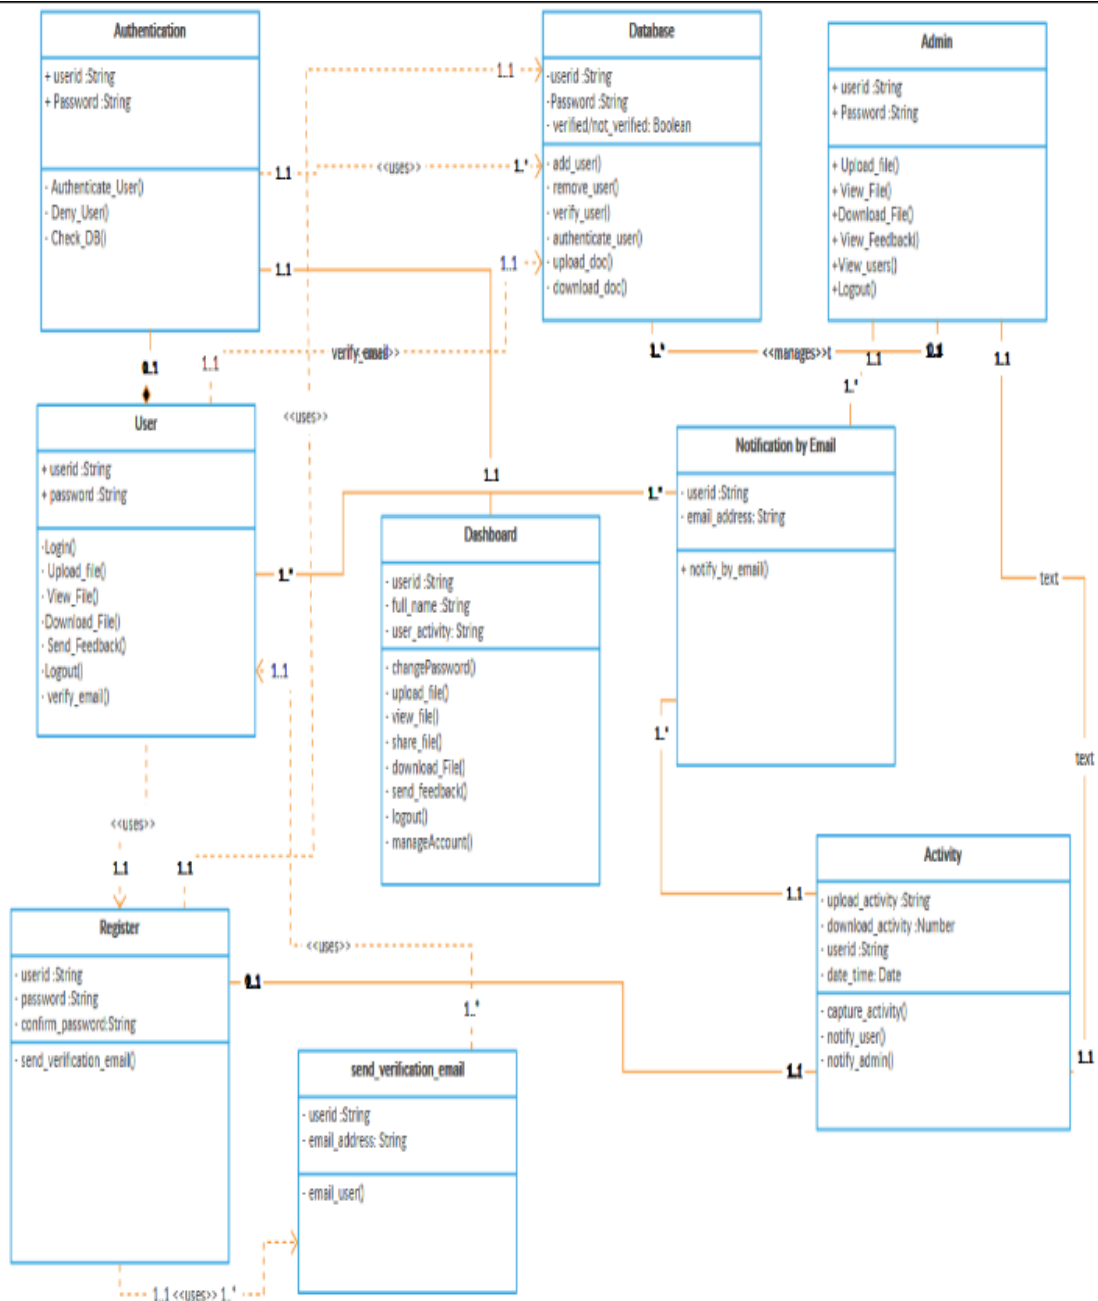 Authentication
+ userid :String
+ Password :String
- Authenticate_User()
- Deny_User()
- Check_DB()
Database
-userid :String
-Password :String
- verified/not_verified: Boolean
- add_user()
- remove_user()
- verify_user()
- authenticate_user()
- upload_doc()
- download_doc()
Admin
+ userid :String
+ Password :String
+ Upload_file()
+ View_File()
+Download_File()
+ View_Feedback()
+View_users()
+Logout()
1..1
1..1
<<uses>>
1..*
1..1
1..1
1..1
verify_email
<<uses>>
1..*
<<manages>>t
1..1
1..1
1..*
User
+ userid :String
+ password :String
-Login()
- Upload_file()
- View_File()
-Download_File()
- Send_Feedback()
-Logout()
- verify_email()
1..*
1..1
1..1
1..*
Dashboard
- userid :String
- full_name :String
- user_activity: String
- changePassword()
- upload_file()
- view_file()
- share_file()
- download_File()
- send_feedback()
- logout()
- manageAccount()
Notification by Email
- userid :String
- email_address: String
+ notify_by_email()
text
text
1..*
1..1
1..1
1..1
<<uses>>
1..1
1..1
Register
- userid :String
- password :String
- confirm_password:String
- send_verification_email()
<<uses>>
1..*
send_verification_email
- userid :String
- email_address: String
- email_user()
1..1 <<uses>> 1..*
Activity
- upload_activity :String
- download_activity :Number
- userid :String
- date_time: Date
- capture_activity()
- notify_user()
- notify_admin()